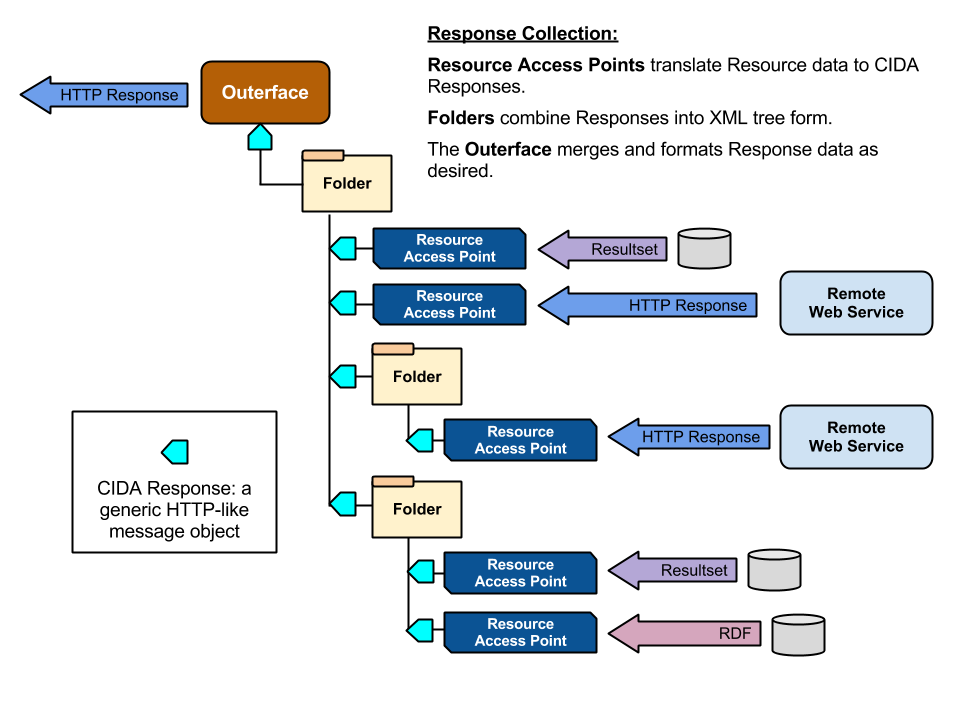 Response Collection:
Resource Access Points translate Resource data to CIDA
Responses.
Folders combine Responses into XML tree form.
The Outerface merges and formats Response data as
desired.
HTTP Response
Outerface
Folder
Resource
Access Point
Resultset
Resource
Access Point
HTTP Response
Remote
Web Service
Folder
Resource
Access Point
HTTP Response
Remote
Web Service
CIDA Response: a
generic HTTP-like
message object
Folder
Resource
Access Point
Resultset
Resource
Access Point
RDF